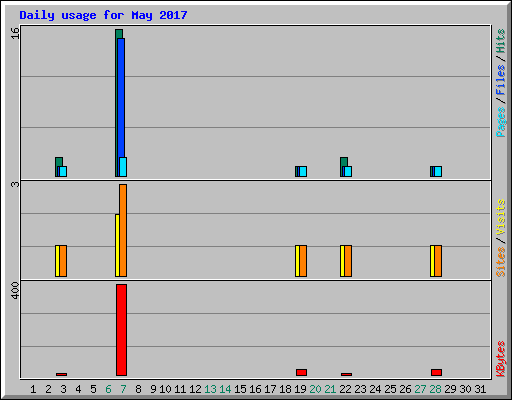 Daily usage for May 2017
16
3
400
Pages/Files/Hits
Sites/Visits
KBytes
1 2 3 4 5 6 7 8 9 10 11 12 13 14 15 16 17 18 19 20 21 22 23 24 25 26 27 28 29 30 31